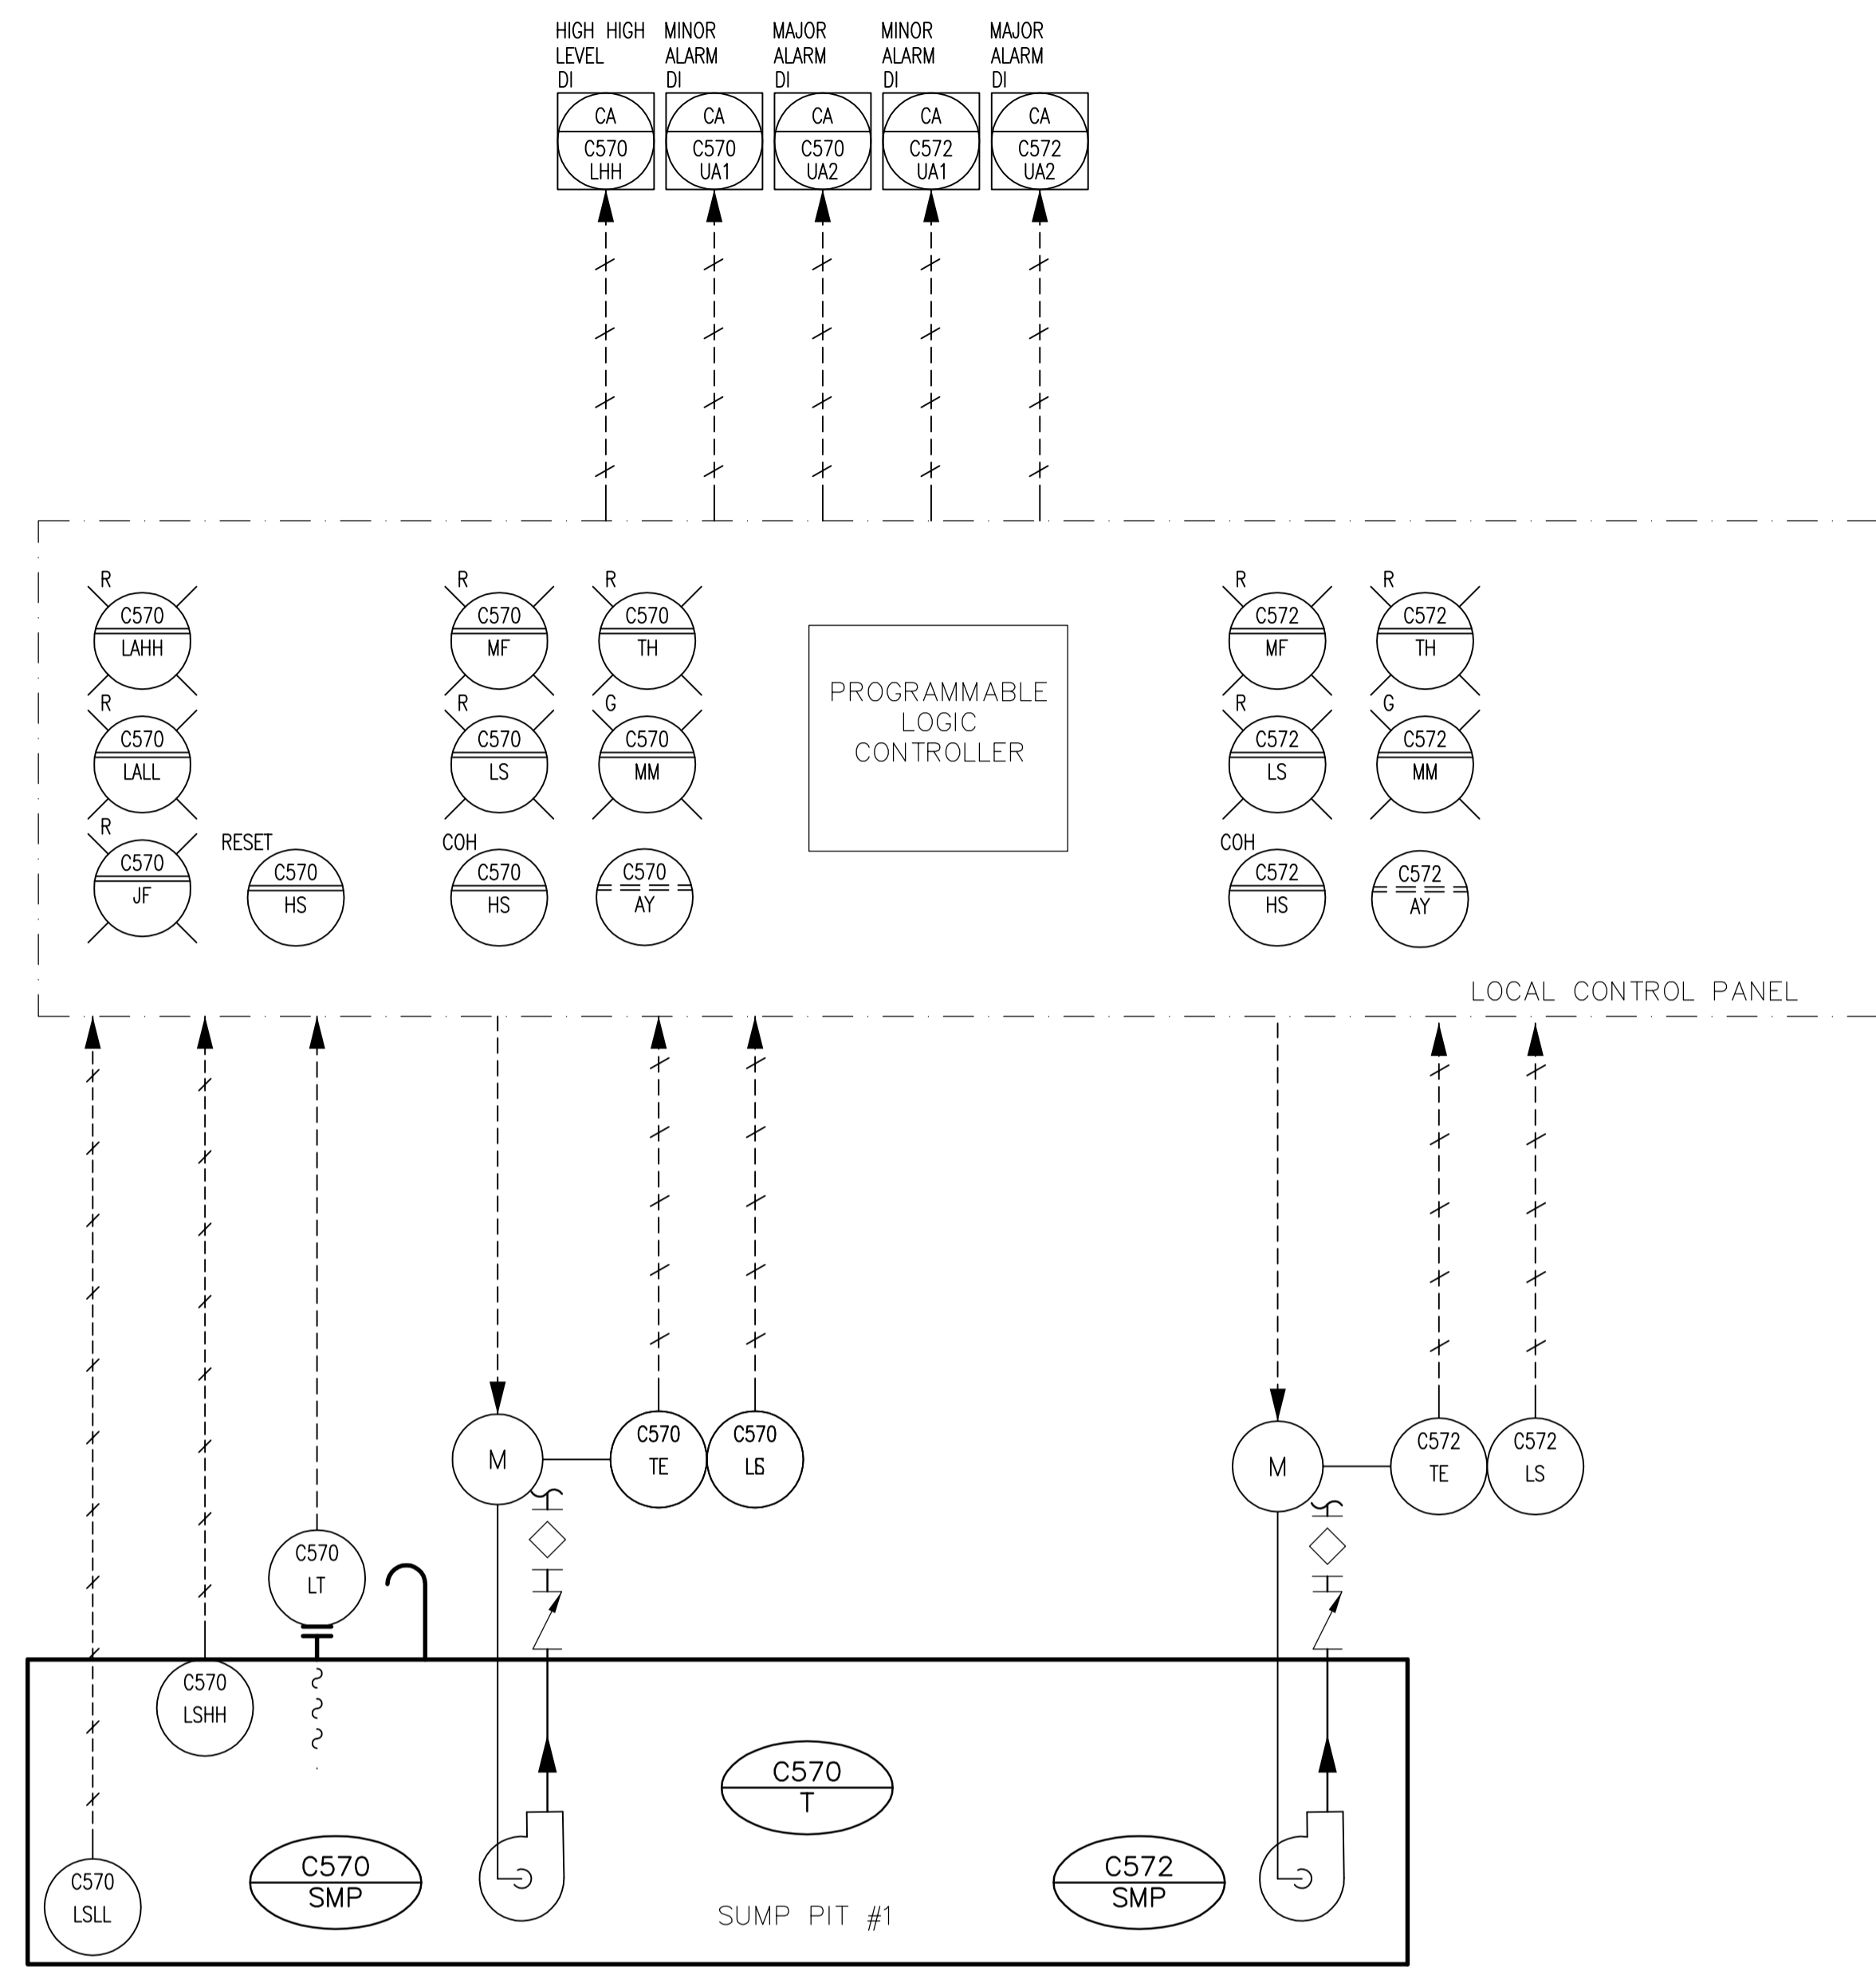 HIGH HIGH
LEVEL
DI
MINOR
ALARM
DI
MAJOR
ALARM
DI
MINOR
ALARM
DI
MAJOR
ALARM
DI
CA
C570
LHH
CA
C570
UA1
CA
C570
UA2
CA
C572
UA1
CA
C572
UA2
R
C570
LAHH
R
C570
MF
R
C570
TH
R
C572
MF
R
C572
TH
PROGRAMMABLE
LOGIC
CONTROLLER
R
C570
LALL
R
C570
LS
G
C570
MM
R
C572
LS
G
C572
MM
R
C570
JF
RESET
C570
HS
COH
C570
HS
C570
AY
COH
C572
HS
C572
AY
LOCAL CONTROL PANEL
M
C570
TE
C570
M
C572
TE
C572
LS
C570
LT
C570
LSHH
C570
T
C570
LSLL
C570
SMP
C572
SMP
SUMP PIT #1